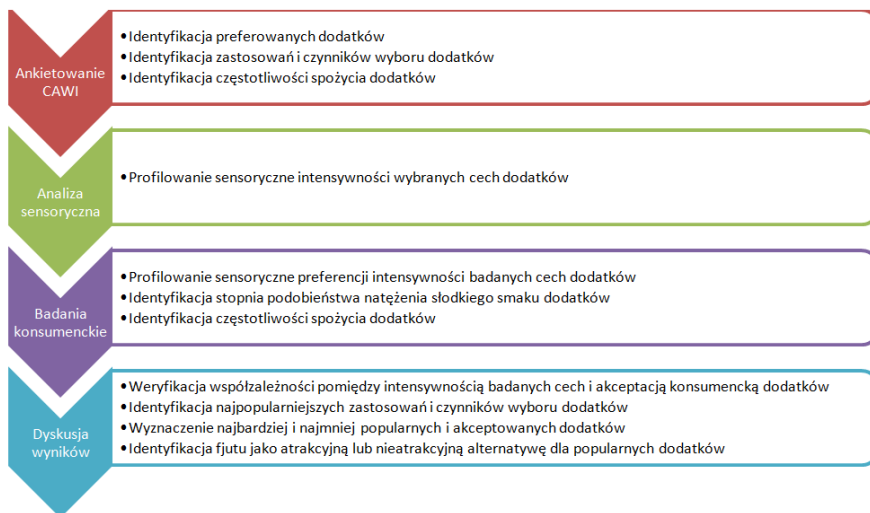 Ankietowanie
CAWI
•Identyfikacja preferowanych dodatków
•Identyfikacja zastosowań i czynników wyboru dodatków
•Identyfikacja częstotliwości spożycia dodatków
Analiza
sensoryczna
•Profilowanie sensoryczne intensywności wybranych cech dodatków
Badania
konsumenckie
•Profilowanie sensoryczne preferencji intensywności badanych cech dodatków
•Identyfikacja stopnia podobieństwa natężenia słodkiego smaku dodatków
•Identyfikacja częstotliwości spożycia dodatków
Dyskusja
wyników
•Weryfikacja współzależności pomiędzy intensywnością badanych cech i akceptacją konsumencką dodatków
•Identyfikacja najpopularniejszych zastosowań i czynników wyboru dodatków
•Wyznaczenie najbardziej i najmniej popularnych i akceptowanych dodatków
•Identyfikacja fjutu jako atrakcyjną lub nieatrakcyjną alternatywę dla popularnych dodatków